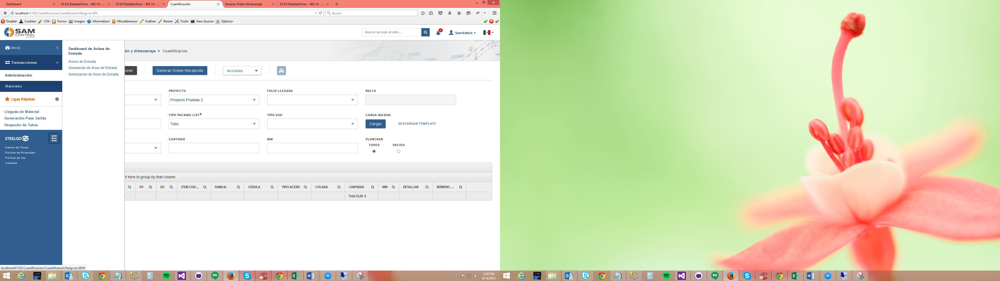 Dashboard
IIS 8.0 Detailed Error - 403.14 - ...
IIS 8.0 Detailed Error - 403.14 - ...
Cuantificación
Generar Orden Almacenaje
IIS 8.0 Detailed Error - 403.14 - ...
localhost:61102/Cuantificacion/Cuantificacion?leng=es-MX
Buscar
Disable
Cookies
CSS
Forms
Images
Information
Miscellaneous
Outline
Resize
Tools
View Source
Options
SAM
CONTROL
BY STEELGO
Buscar en todo el sitio...
0
SamAdmin
Inicio
Transacciones
Administración
Materiales
Ligas Rápidas
Llegada de Material
Generación Pase Salida
Despacho de Tubos
STEELGO
Acerca del Grupo
Política de Privacidad
Política de Uso
Contacto
Dashboard de Avisos de
Entrada
Avisos de Entrada
Generación de Aviso de Entrada
Autorización de Aviso de Entrada
ón y Almacenaje > Cuantificacion
celar
Generar Orden Recepción
Acciones
PROYECTO
Proyecto Pruebas 2
FOLIO LLEGADA
BULTO
TIPO PACKING LIST*
Tubo
TIPO USO
CARGA MASIVA
Cargar
DESCARGAR TEMPLATE
CANTIDAD
MM
PLANCHAR
TODOS
VACIOS
it here to group by that column
D1
D2
ITEM COD...
FAMILIA
CÉDULA
TIPO ACERO
COLADA
CANTIDAD
MM
DETALLAR
NÚMERO ...
Total SUM: 0
localhost:61102/Cuantificacion/Cuantificacion?leng=es-MX#
2:58 PM
9/14/2015